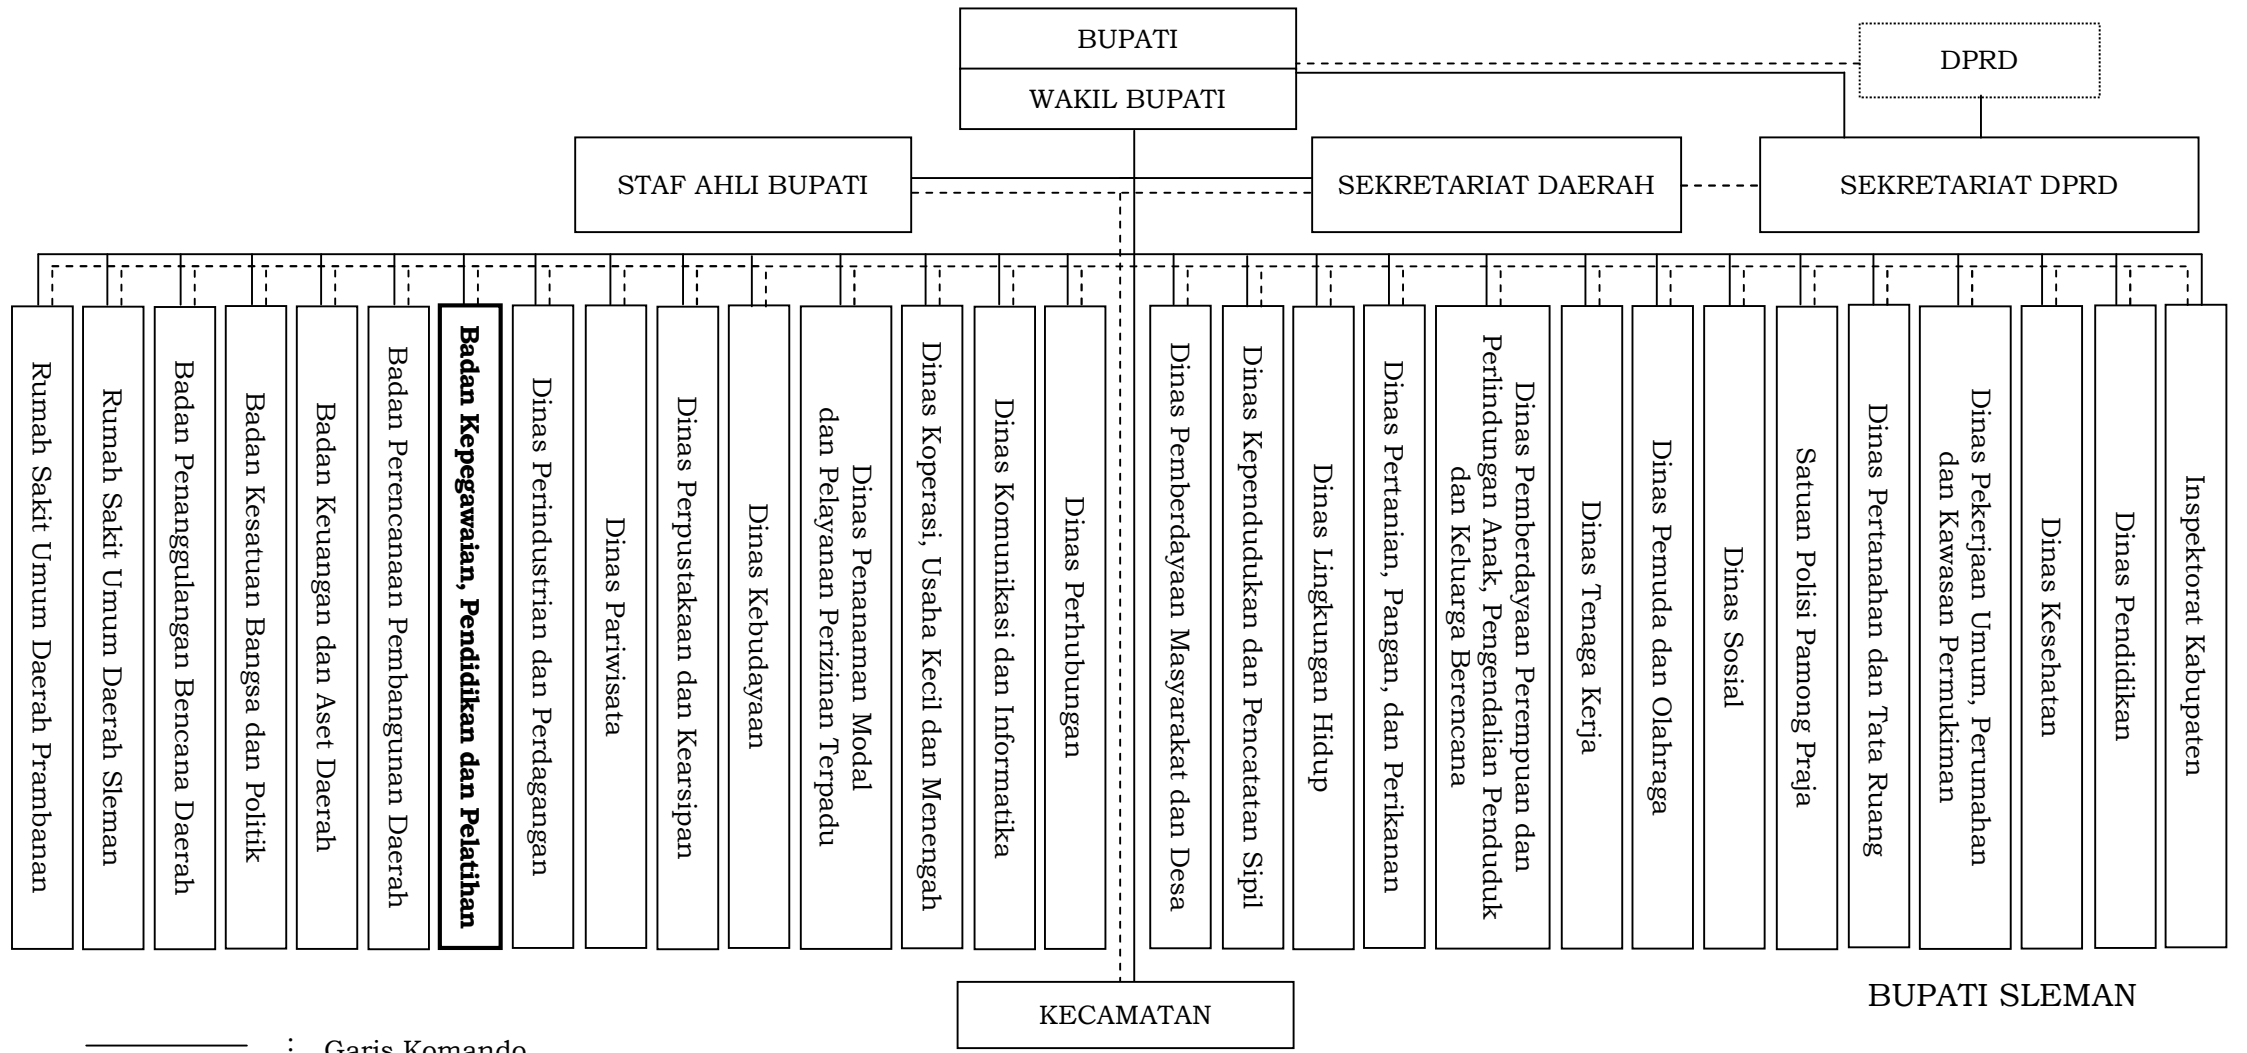 BUPATI
DPRD
WAKIL BUPATI
STAF AHLI BUPATI
SEKRETARIAT DAERAH
SEKRETARIAT DPRD
Rumah Sakit Umum Daerah Prambanan
Rumah Sakit Umum Daerah Sleman
Badan Penanggulangan Bencana Daerah
Badan Kesatuan Bangsa dan Politik
Badan Keuangan dan Aset Daerah
Badan Perencanaan Pembangunan Daerah
Badan Kepegawaian, Pendidikan dan Pelatihan
Dinas Perindustrian dan Perdagangan
Dinas Pariwisata
Dinas Perpustakaan dan Kearsipan
Dinas Kebudayaan
Dinas Penanaman Modal
dan Pelayanan Perizinan Terpadu
Dinas Koperasi, Usaha Kecil dan Menengah
Dinas Komunikasi dan Informatika
Dinas Perhubungan
Dinas Pemberdayaan Masyarakat dan Desa
Dinas Kependudukan dan Pencatatan Sipil
Dinas Lingkungan Hidup
Dinas Pertanian, Pangan, dan Perikanan
Dinas Pemberdayaan Perempuan dan
Perlindungan Anak, Pengendalian Penduduk
dan Keluarga Berencana
Dinas Tenaga Kerja
Dinas Pemuda dan Olahraga
Dinas Sosial
Satuan Polisi Pamong Praja
Dinas Pertanahan dan Tata Ruang
Dinas Pekerjaan Umum, Perumahan
dan Kawasan Permukiman
Dinas Kesehatan
Dinas Pendidikan
Inspektorat Kabupaten
KECAMATAN
BUPATI SLEMAN
: Garis Komando